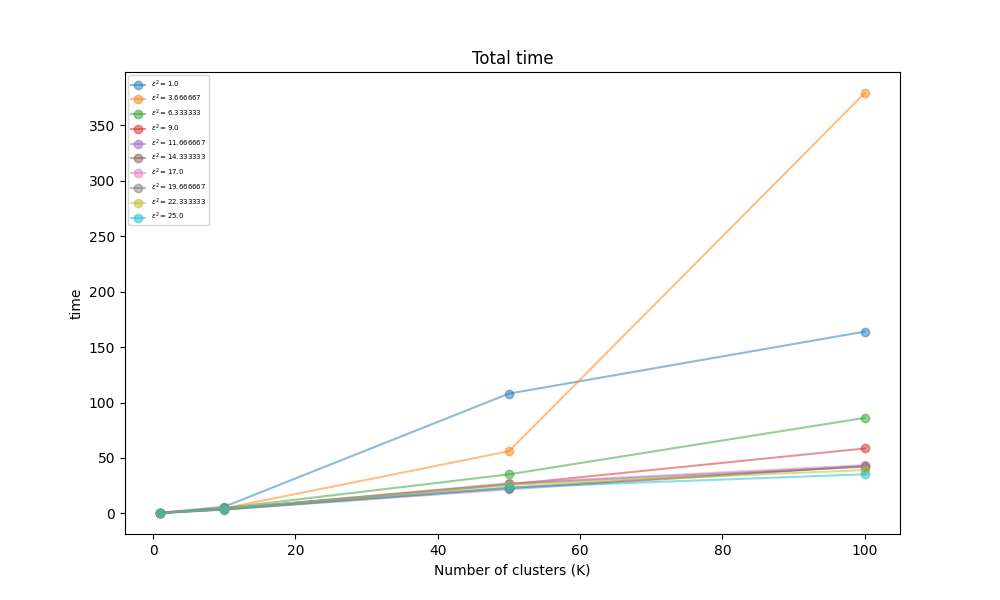 Total time
ε² = 1.0
ε² = 3.666667
ε² = 6.333333
ε² = 9.0
ε² = 11.666667
ε² = 14.333333
ε² = 17.0
ε² = 19.666667
ε² = 22.333333
ε² = 25.0
350
300
250
200
150
100
50
0
time
0 20 40 60 80 100
Number of clusters (K)